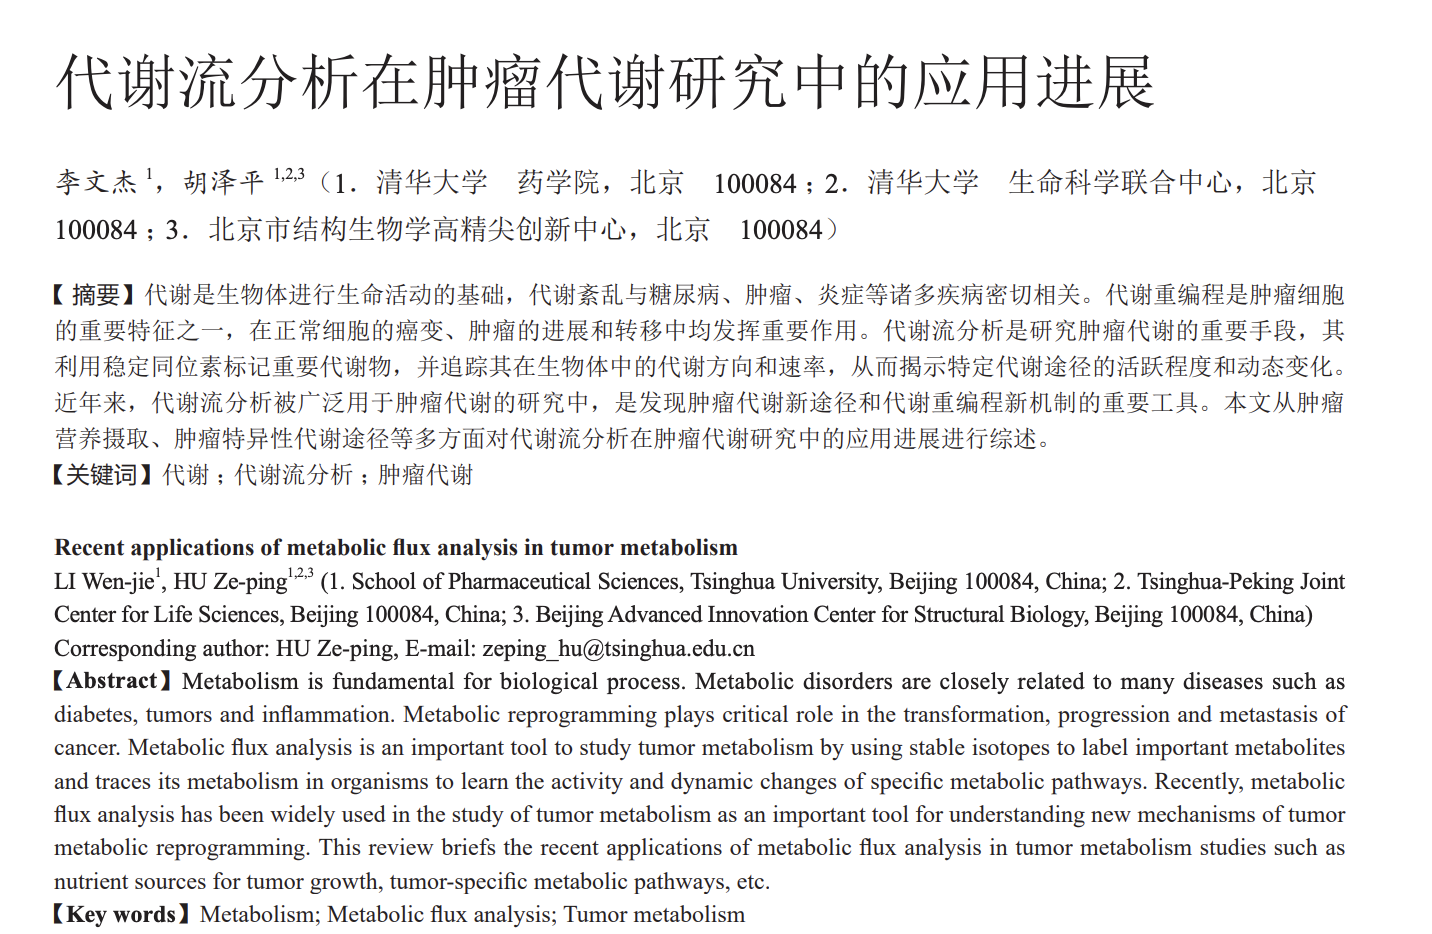 代谢流分析在肿瘤代谢研究中的应用进展
李文杰 1，胡泽平 1,2,3（1．清华大学　药学院，北京　100084；2．清华大学　生命科学联合中心，北京
100084；3．北京市结构生物学高精尖创新中心，北京　100084）
【 摘要】代谢是生物体进行生命活动的基础，代谢紊乱与糖尿病、肿瘤、炎症等诸多疾病密切相关。代谢重编程是肿瘤细胞
的重要特征之一，在正常细胞的癌变、肿瘤的进展和转移中均发挥重要作用。代谢流分析是研究肿瘤代谢的重要手段，其
利用稳定同位素标记重要代谢物，并追踪其在生物体中的代谢方向和速率，从而揭示特定代谢途径的活跃程度和动态变化。
近年来，代谢流分析被广泛用于肿瘤代谢的研究中，是发现肿瘤代谢新途径和代谢重编程新机制的重要工具。本文从肿瘤
营养摄取、肿瘤特异性代谢途径等多方面对代谢流分析在肿瘤代谢研究中的应用进展进行综述。
【关键词】代谢；代谢流分析；肿瘤代谢
Recent applications of metabolic flux analysis in tumor metabolism
LI Wen-jie1, HU Ze-ping1,2,3 (1. School of Pharmaceutical Sciences, Tsinghua University, Beijing 100084, China; 2. Tsinghua-Peking Joint
Center for Life Sciences, Beijing 100084, China; 3. Beijing Advanced Innovation Center for Structural Biology, Beijing 100084, China)
Corresponding author: HU Ze-ping, E-mail: zeping_hu@tsinghua.edu.cn
【Abstract】Metabolism is fundamental for biological process. Metabolic disorders are closely related to many diseases such as
diabetes, tumors and inflammation. Metabolic reprogramming plays critical role in the transformation, progression and metastasis of
cancer. Metabolic flux analysis is an important tool to study tumor metabolism by using stable isotopes to label important metabolites
and traces its metabolism in organisms to learn the activity and dynamic changes of specific metabolic pathways. Recently, metabolic
flux analysis has been widely used in the study of tumor metabolism as an important tool for understanding new mechanisms of tumor
metabolic reprogramming. This review briefs the recent applications of metabolic flux analysis in tumor metabolism studies such as
nutrient sources for tumor growth, tumor-specific metabolic pathways, etc.
【Key words】Metabolism; Metabolic flux analysis; Tumor metabolism